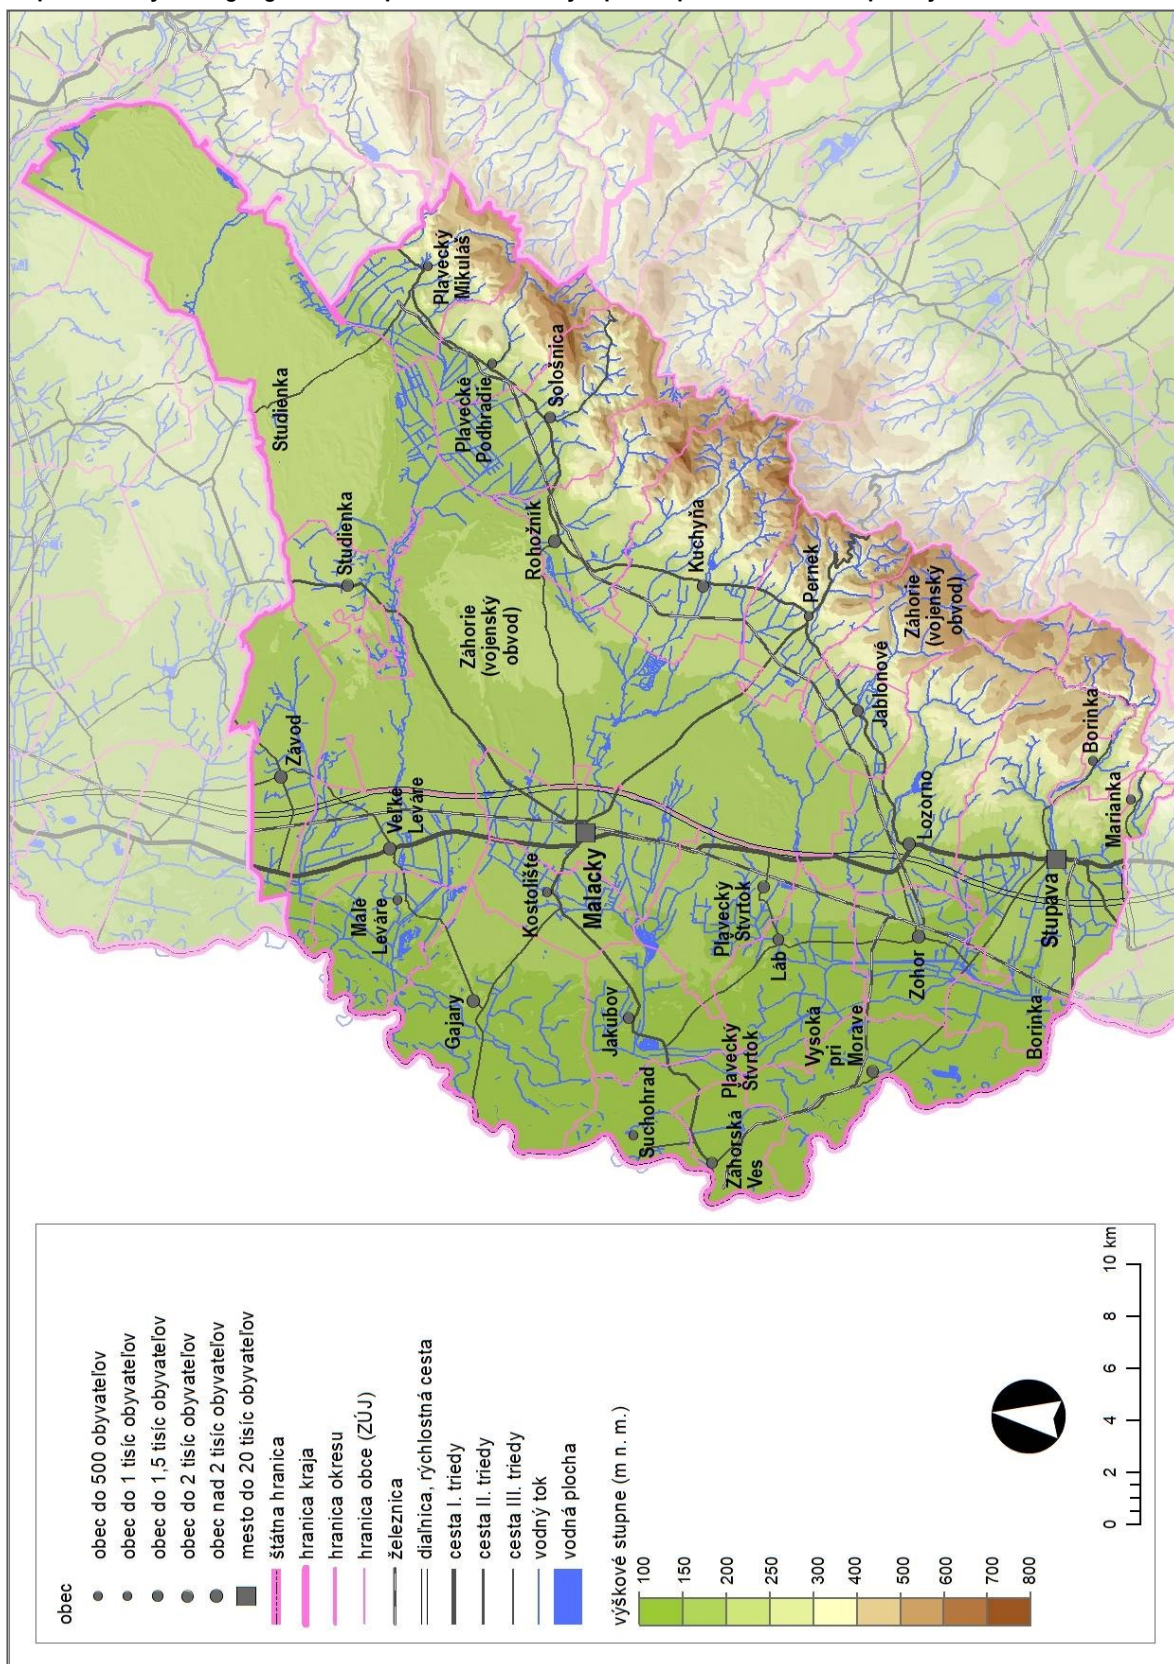 Studienka
Plavecký
Mikuláš
Plavecké
Podhradie
Sološnica
Studienka
Rohožník
Záhorie
(vojenský
obvod)
Kuchyňa
Pernek
Záhorie
(vojenský
obvod)
Závod
Veľké
Leváre
Jablonové
Borinka
Malé
Leváre
Kostolište
Malacky
Lozorno
Marianka
Gajary
Plavecký
Štvrtok
Láb
Zohor
Stupava
Jakubov
Plavecký
Štvrtok
Vysoká
pri
Morave
Borinka
Suchohrad
Záhorská
Ves
obec
obec do 500 obyvateľov
obec do 1 tisíc obyvateľov
obec do 1,5 tisíc obyvateľov
obec do 2 tisíc obyvateľov
obec nad 2 tisíc obyvateľov
mesto do 20 tisíc obyvateľov
štátna hranica
hranica kraja
hranica okresu
hranica obce (ZÚJ)
železnica
diaľnica, rýchlostná cesta
cesta I. triedy
cesta II. triedy
cesta III. triedy
vodný tok
vodná plocha
výškové stupne (m n. m.)
100
150
200
250
300
400
500
600
700
800
0 2 4 6 8 10 km